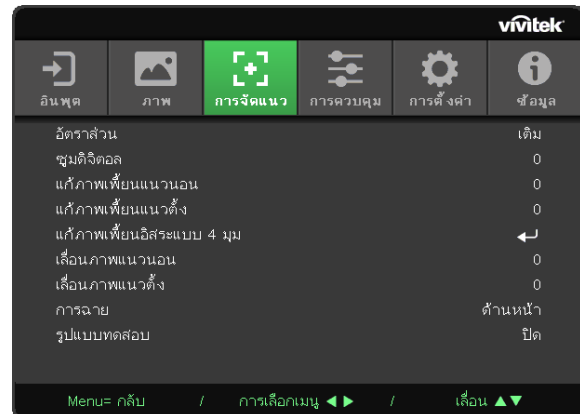 vivitek
อินพุต ภาพ การจัดแนว การควบคุม การตั้งค่า ข้อมูล
อัตราส่วน เติม
ซูมดิจิตอล 0
แก้ภาพเพี้ยนแนวนอน 0
แก้ภาพเพี้ยนแนวตั้ง 0
แก้ภาพเพี้ยนอิสระแบบ 4 มุม
เลื่อนภาพแนวนอน 0
เลื่อนภาพแนวตั้ง 0
การฉาย ด้านหน้า
รูปแบบทดสอบ ปิด
Menu= กลับ / การเลือกเมนู ◀ ▶ / เลื่อน ▲▼